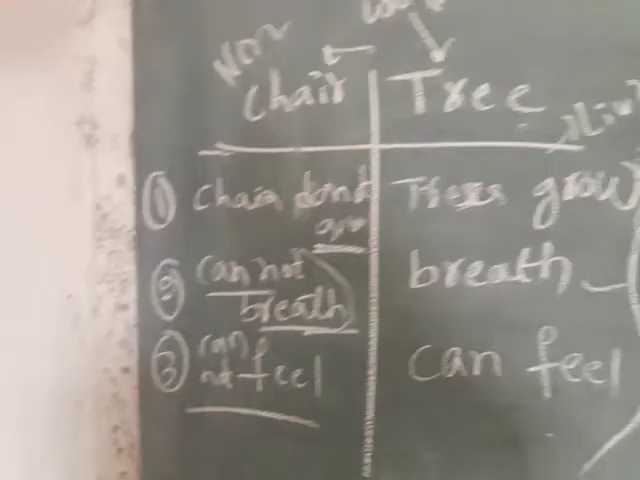 Non
Chair Tree
Liv
① Chairs dont Trees grow
② Can not breath
breath
③ can can feel
not feel